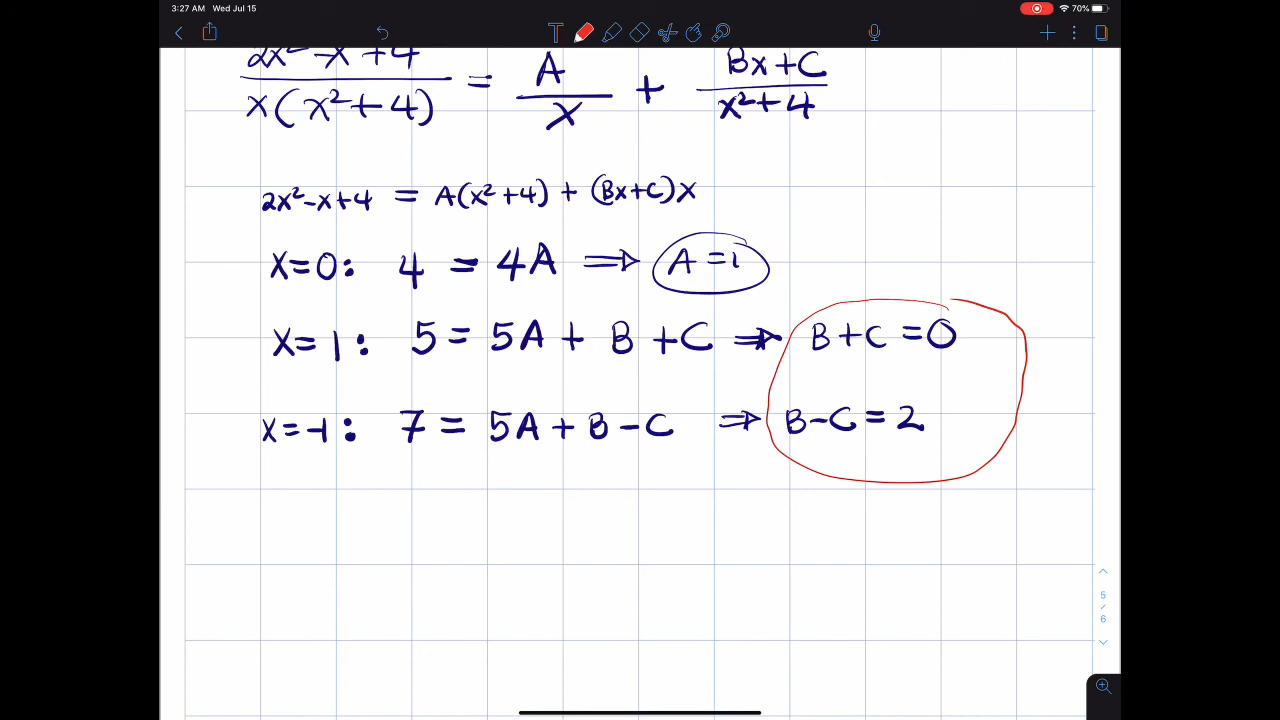 3:27 AM Wed Jul 15
70%
T
2x² - x + 4 = A + Bx + C
x(x² + 4) x x² + 4
2x² - x + 4 = A(x² + 4) + (Bx + C)x
x = 0: 4 = 4A ⇒ A = 1
x = 1: 5 = 5A + B + C ⇒ B + C = 0
x = -1: 7 = 5A + B - C ⇒ B - C = 2
5
/
6